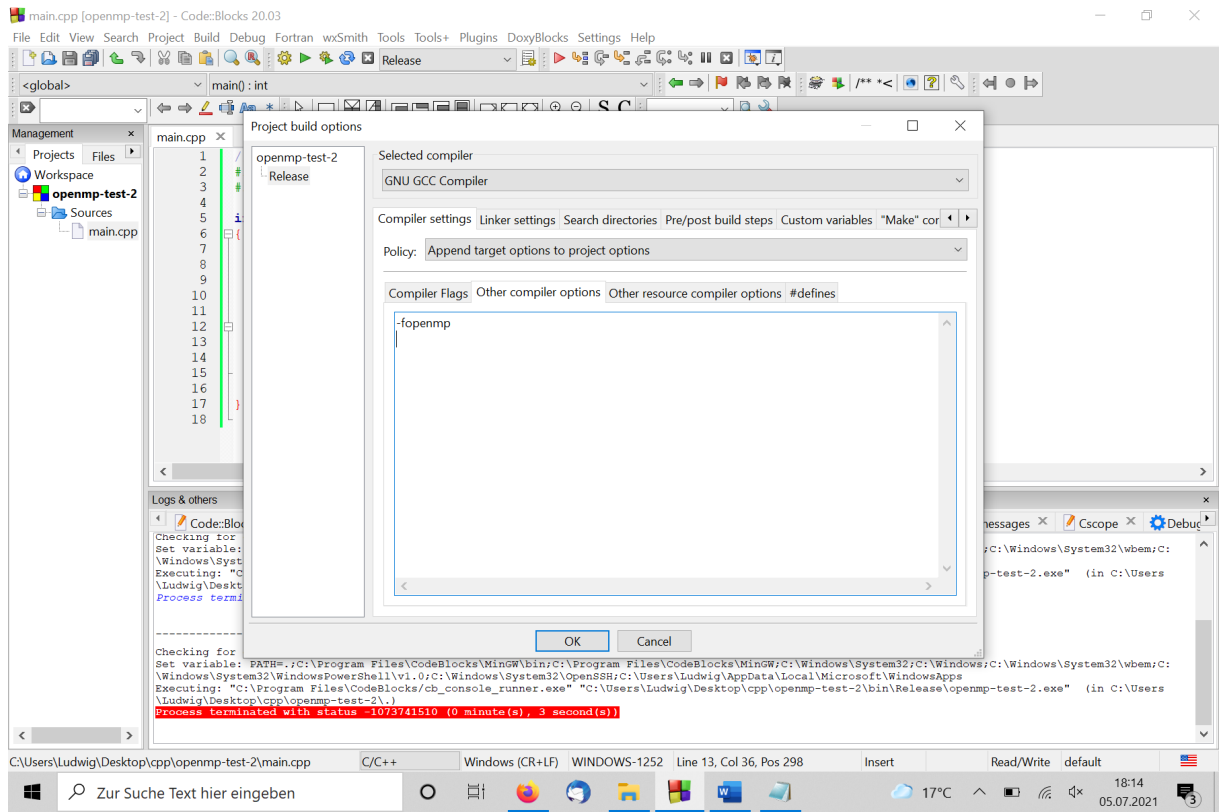 main.cpp [openmp-test-2] - Code::Blocks 20.03
File Edit View Search Project Build Debug Fortran wxSmith Tools Tools+ Plugins DoxyBlocks Settings Help
Release
<global> main() : int /** *<
S C
Management
Projects Files
Workspace
openmp-test-2
Sources
main.cpp
main.cpp
1 /
2 #
3 #
4
5 i
6 {
7
8
9
10
11
12
13
14
15
16
17 }
18
Project build options
openmp-test-2
Release
Selected compiler
GNU GCC Compiler
Compiler settings Linker settings Search directories Pre/post build steps Custom variables "Make" cor
Policy: Append target options to project options
Compiler Flags Other compiler options Other resource compiler options #defines
-fopenmp
OK Cancel
Logs & others
Code::Bloc essages Cscope Debug
Checking for
Set variable: ;C:\Windows\System32\wbem;C:
\Windows\Syst
Executing: "C p-test-2.exe" (in C:\Users
\Ludwig\Deskt
Process termi
--------------
Checking for
Set variable: PATH=.;C:\Program Files\CodeBlocks\MinGW\bin;C:\Program Files\CodeBlocks\MinGW;C:\Windows\System32;C:\Windows;C:\Windows\System32\wbem;C:
\Windows\System32\WindowsPowerShell\v1.0;C:\Windows\System32\OpenSSH;C:\Users\Ludwig\AppData\Local\Microsoft\WindowsApps
Executing: "C:\Program Files\CodeBlocks/cb_console_runner.exe" "C:\Users\Ludwig\Desktop\cpp\openmp-test-2\bin\Release\openmp-test-2.exe" (in C:\Users
\Ludwig\Desktop\cpp\openmp-test-2\.)
Process terminated with status -1073741510 (0 minute(s), 3 second(s))
C:\Users\Ludwig\Desktop\cpp\openmp-test-2\main.cpp C/C++ Windows (CR+LF) WINDOWS-1252 Line 13, Col 36, Pos 298 Insert Read/Write default
Zur Suche Text hier eingeben
17°C
18:14
05.07.2021
3